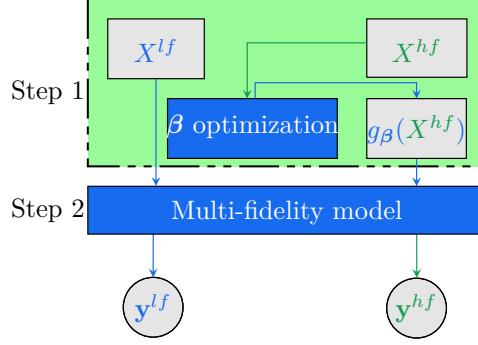 X^{lf}
X^{hf}
Step 1
β optimization
g_β(X^{hf})
Step 2
Multi-fidelity model
y^{lf}
y^{hf}